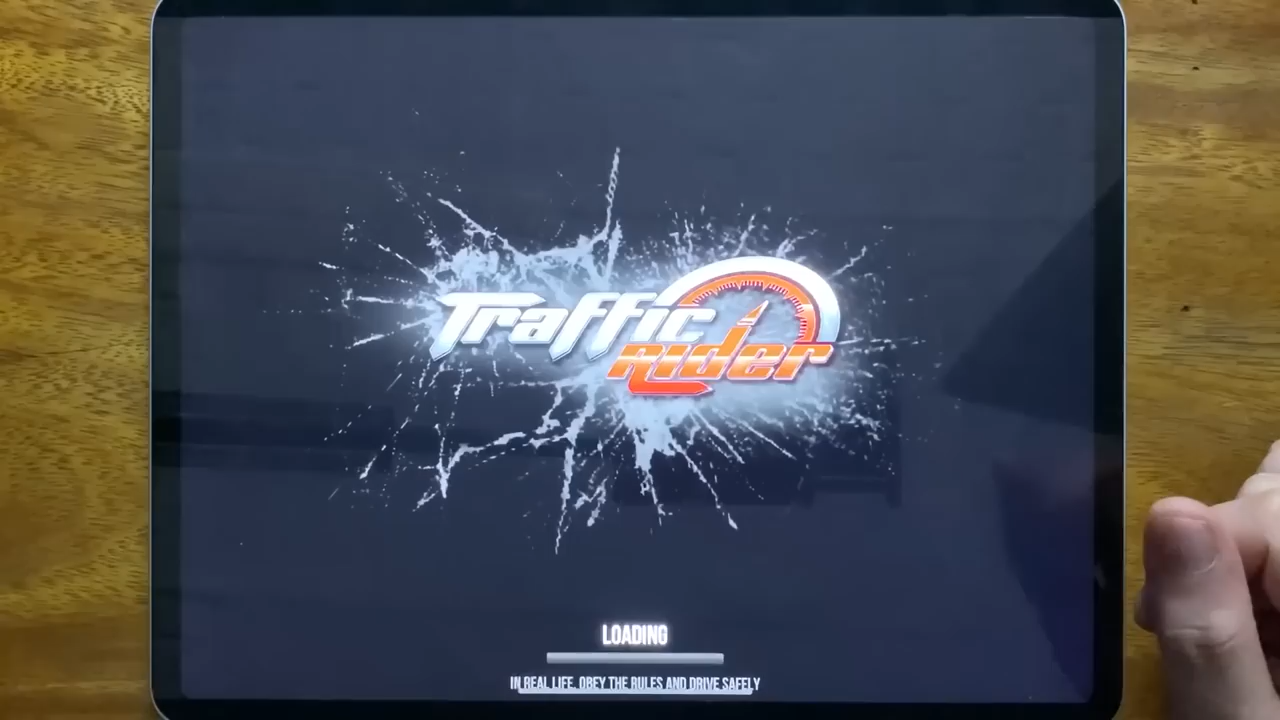 Traffic
Rider
LOADING
IN REAL LIFE, OBEY THE RULES AND DRIVE SAFELY